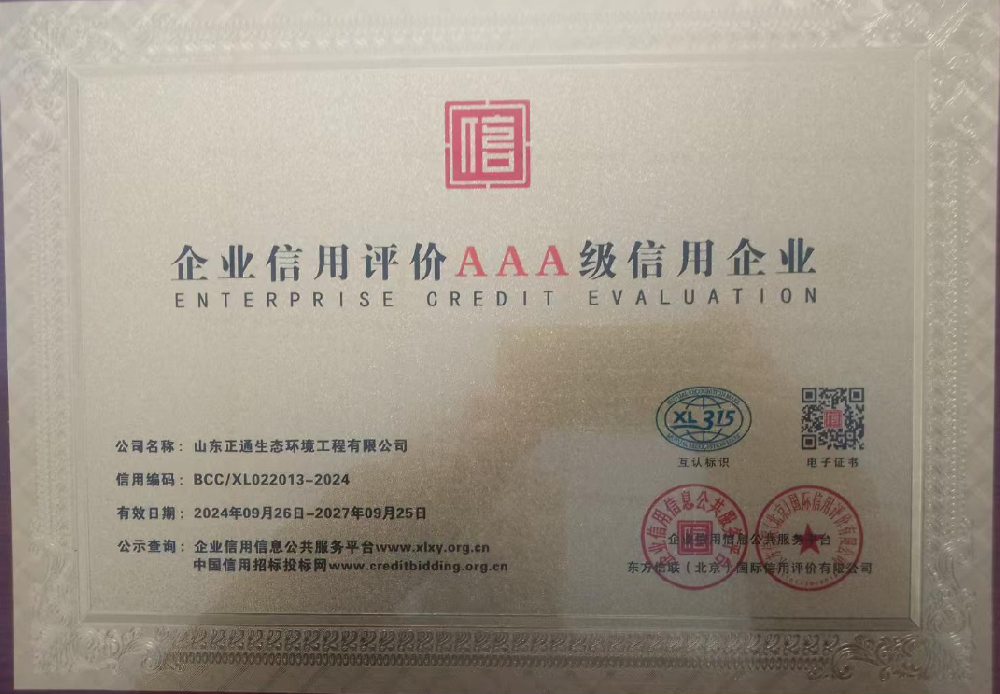 信
企业信用评价AAA级信用企业
ENTERPRISE CREDIT EVALUATION
公司名称：山东正通生态环境工程有限公司
信用编码：BCC/XL022013-2024
有效日期：2024年09月26日-2027年09月25日
公示查询：企业信用信息公共服务平台www.xlxy.org.cn
中国信用招标投标网www.creditbidding.org.cn
XL 315
互认标识
电子证书
企业信用信息公共服务平台
东方信联（北京）国际信用评价有限公司